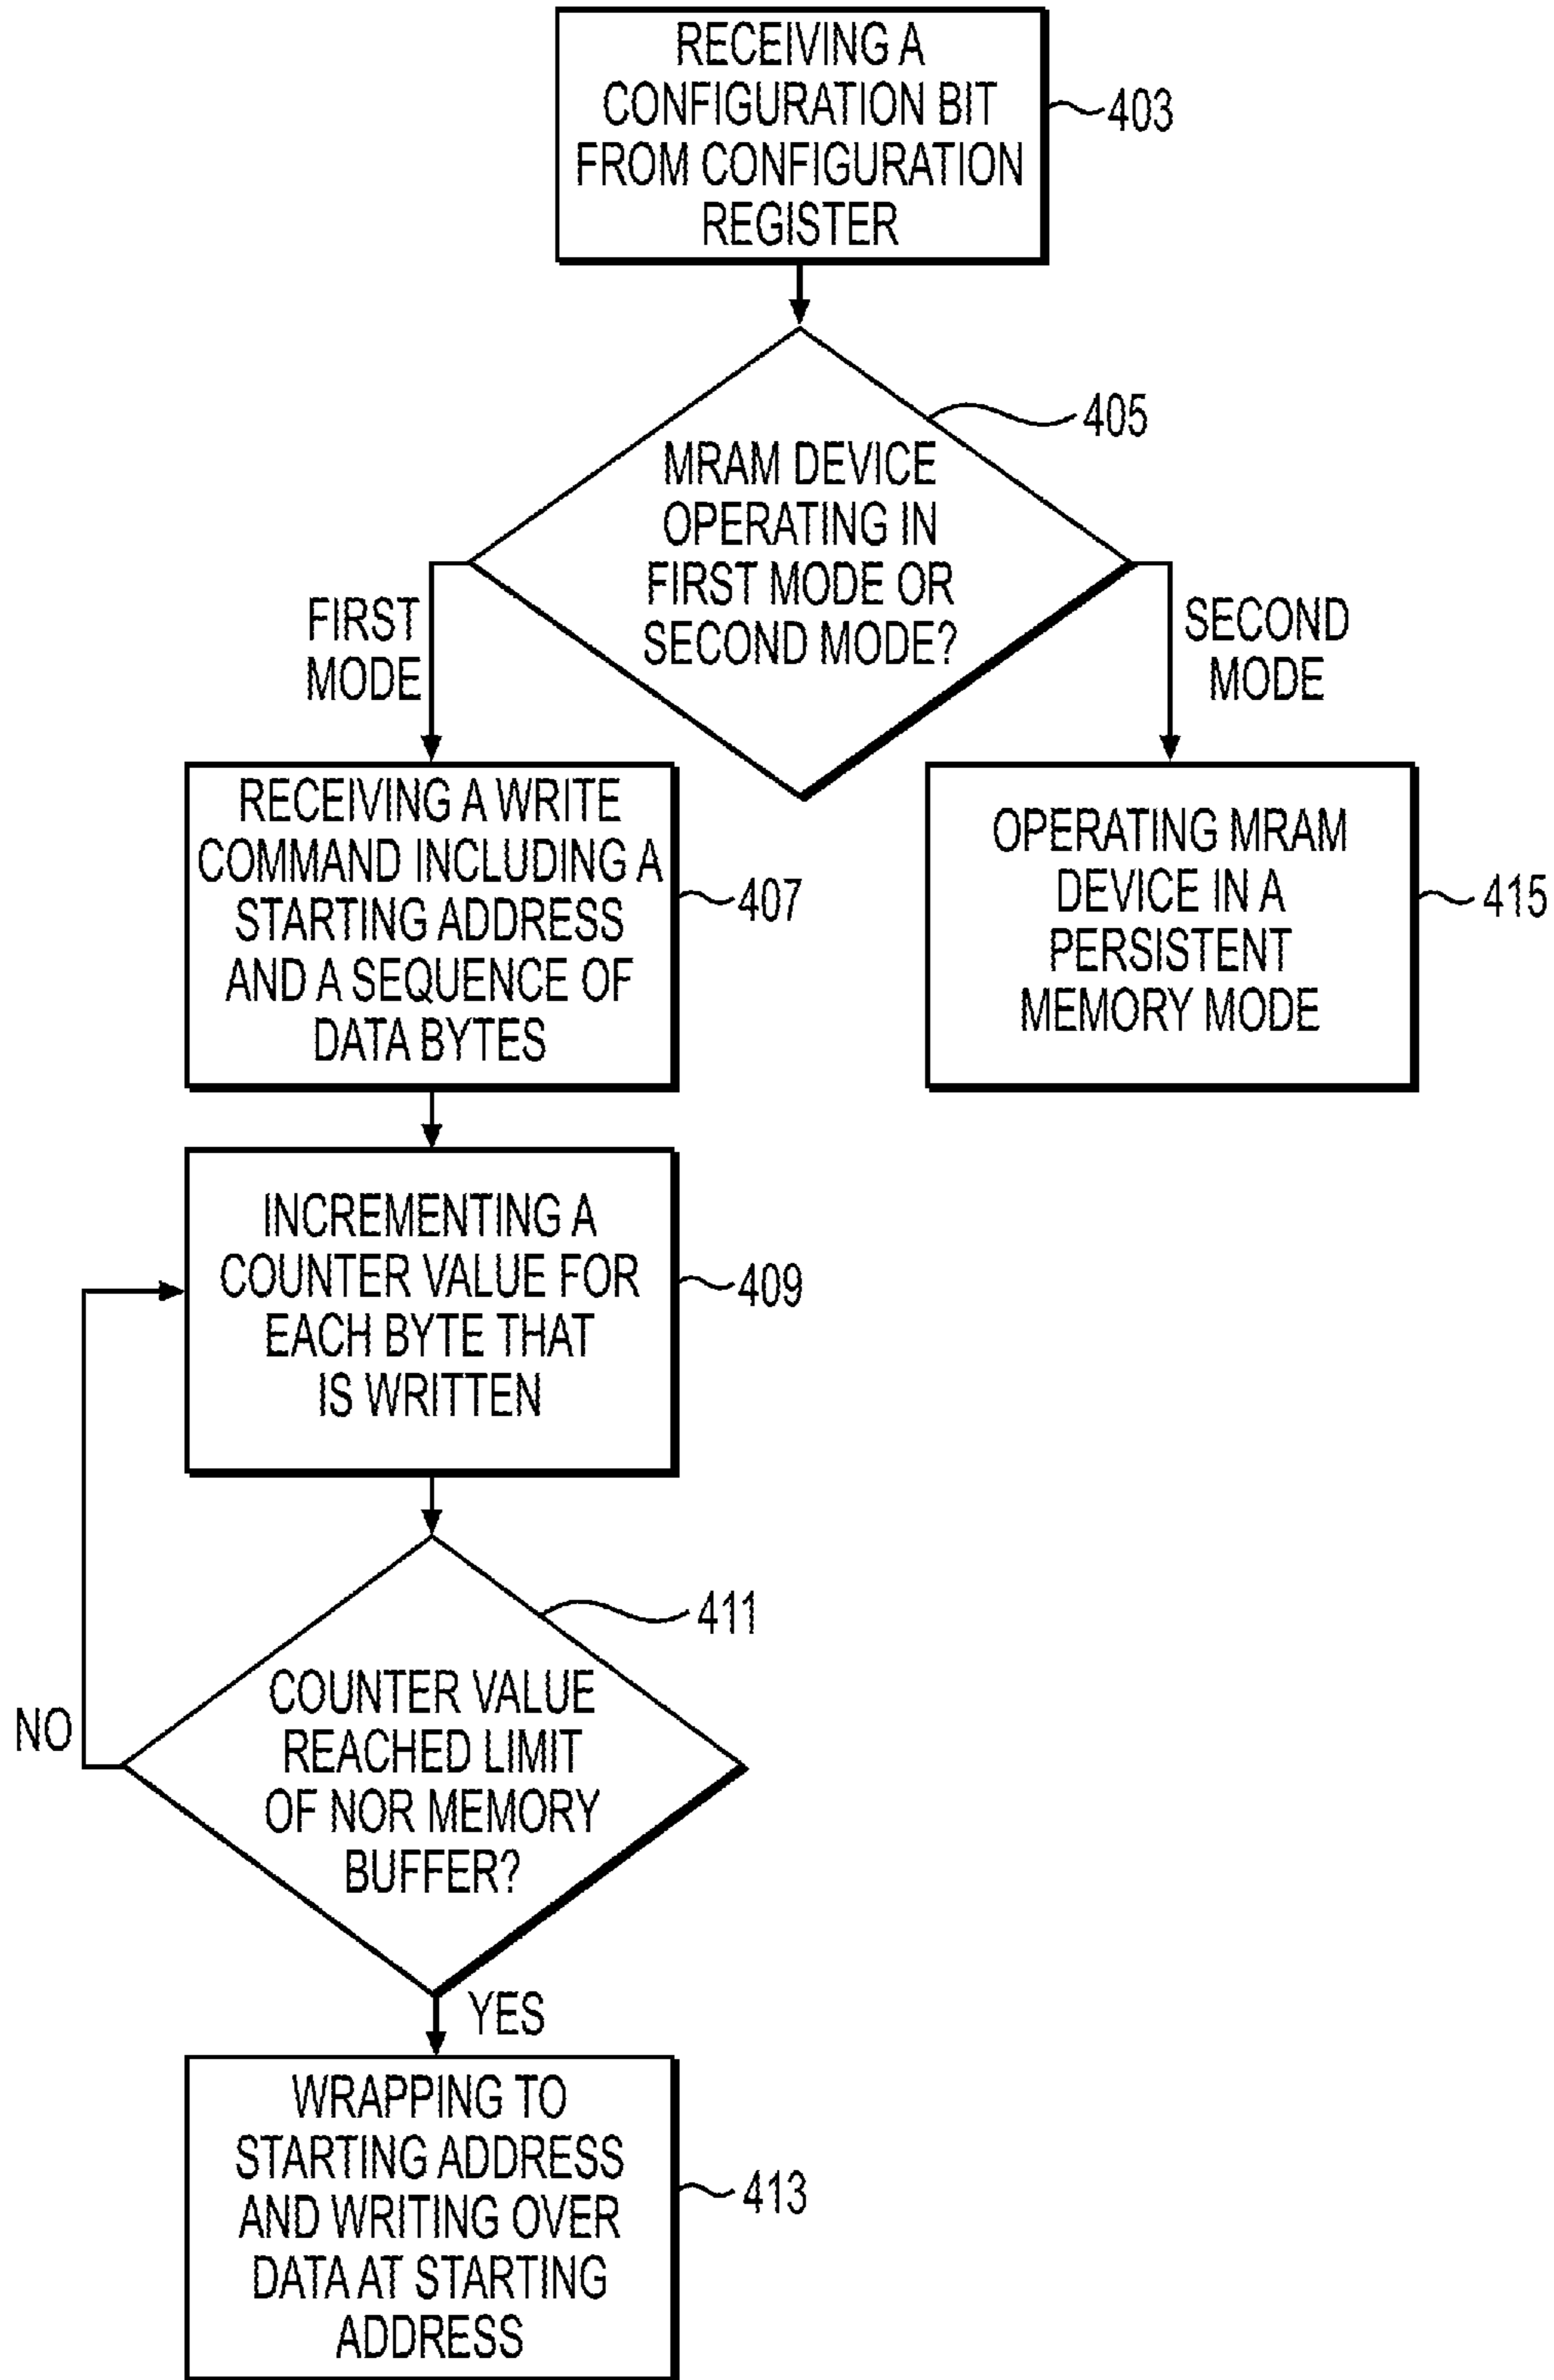 RECEIVING A
CONFIGURATION BIT
FROM CONFIGURATION
REGISTER
403
405
MRAM DEVICE
OPERATING IN
FIRST MODE OR
SECOND MODE?
FIRST
MODE
SECOND
MODE
RECEIVING A WRITE
COMMAND INCLUDING A
STARTING ADDRESS
AND A SEQUENCE OF
DATA BYTES
407
OPERATING MRAM
DEVICE IN A
PERSISTENT
MEMORY MODE
415
INCREMENTING A
COUNTER VALUE FOR
EACH BYTE THAT
IS WRITTEN
409
411
COUNTER VALUE
REACHED LIMIT
OF NOR MEMORY
BUFFER?
NO
YES
WRAPPING TO
STARTING ADDRESS
AND WRITING OVER
DATA AT STARTING
ADDRESS
413